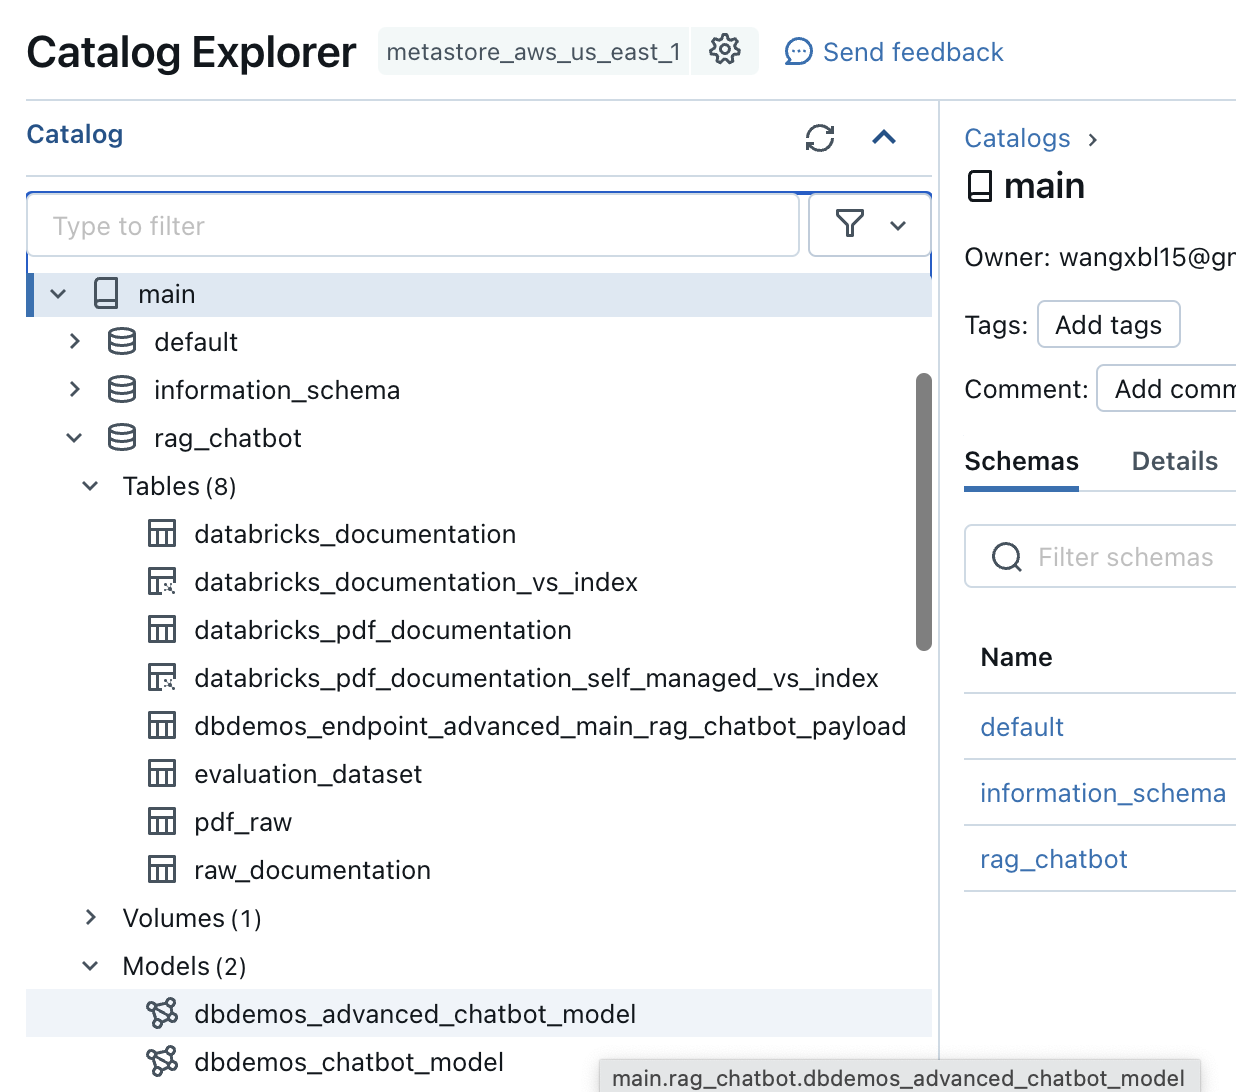 Catalog Explorer metastore_aws_us_east_1 Send feedback
Catalog
Type to filter
main
default
information_schema
rag_chatbot
Tables (8)
databricks_documentation
databricks_documentation_vs_index
databricks_pdf_documentation
databricks_pdf_documentation_self_managed_vs_index
dbdemos_endpoint_advanced_main_rag_chatbot_payload
evaluation_dataset
pdf_raw
raw_documentation
Volumes (1)
Models (2)
dbdemos_advanced_chatbot_model
dbdemos_chatbot_model
main.rag_chatbot.dbdemos_advanced_chatbot_model
Catalogs ›
main
Owner: wangxbl15@gm
Tags: Add tags
Comment: Add comm
Schemas Details
Filter schemas
Name
default
information_schema
rag_chatbot